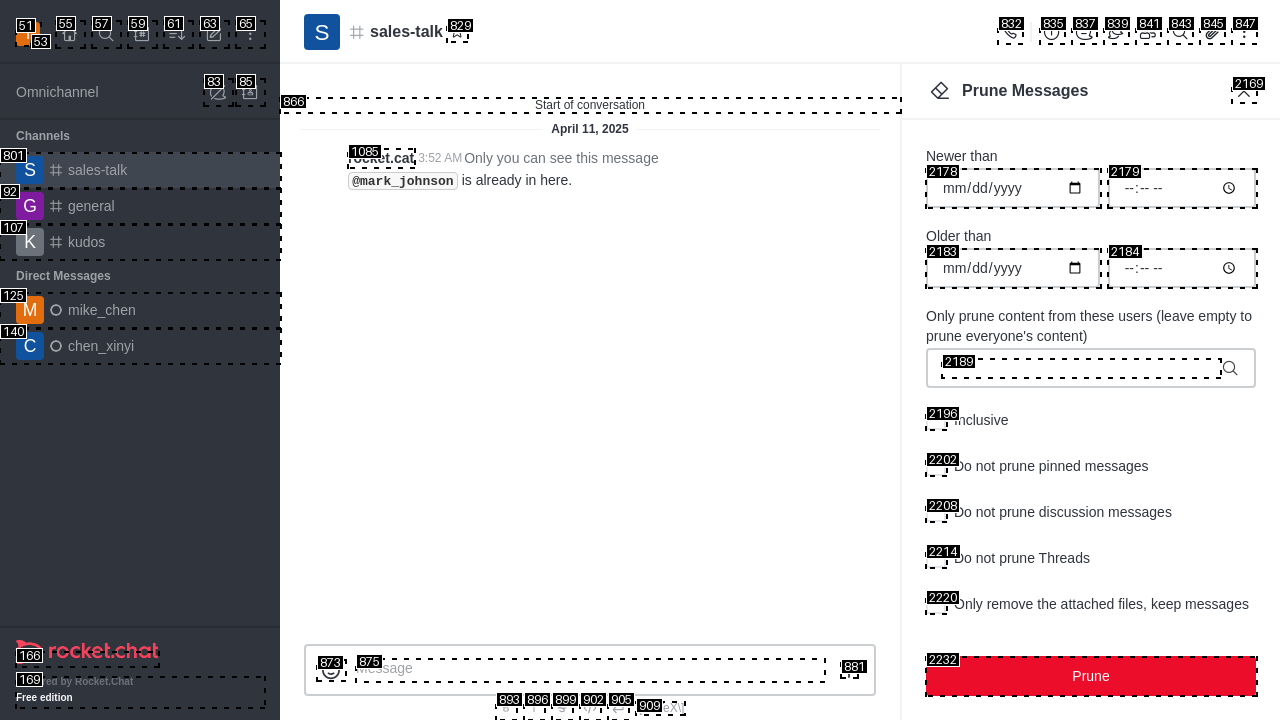 51
53
55
57
59
61
63
65
Omnichannel
83
85
Channels
801
S
sales-talk
92
G
general
107
K
kudos
Direct Messages
125
M
mike_chen
140
C
chen_xinyi
166
rocket.chat
169
by Rocket.Chat
Free edition
S
sales-talk
829
832
835
837
839
841
843
845
847
866
Start of conversation
April 11, 2025
1085
rocket.cat 3:52 AM Only you can see this message
@mark_johnson is already in here.
873
875
Message
881
893
896
899
902
905
909
Prune Messages
2169
Newer than
2178
mm/dd/yyyy
2179
--:-- --
Older than
2183
mm/dd/yyyy
2184
--:-- --
Only prune content from these users (leave empty to
prune everyone's content)
2189
2196
Inclusive
2202
Do not prune pinned messages
2208
Do not prune discussion messages
2214
Do not prune Threads
2220
Only remove the attached files, keep messages
2232
Prune